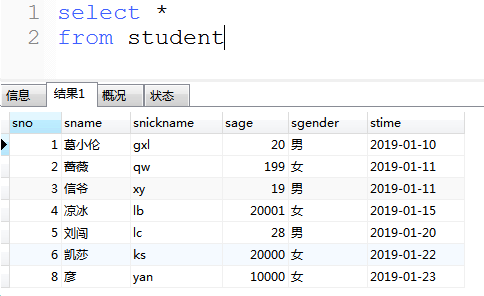 1 select *
2 from student
信息 结果1 概况 状态
sno sname snickname sage sgender stime
1 葛小伦 gxl 20 男 2019-01-10
2 蔷薇 qw 199 女 2019-01-11
3 信爷 xy 19 男 2019-01-11
4 凉冰 lb 20001 女 2019-01-15
5 刘闯 lc 28 男 2019-01-20
6 凯莎 ks 20000 女 2019-01-22
8 彦 yan 10000 女 2019-01-23